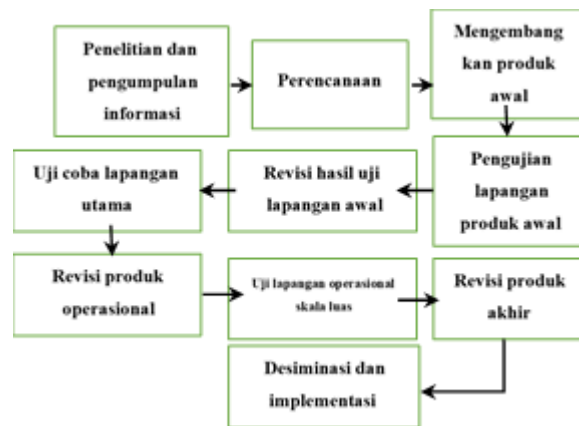 Penelitian dan
pengumpulan
informasi
Perencanaan
Mengembang
kan produk
awal
Pengujian
lapangan
produk awal
Revisi hasil uji
lapangan awal
Uji coba lapangan
utama
Revisi produk
operasional
Uji lapangan operasional
skala luas
Revisi produk
akhir
Desiminasi dan
implementasi